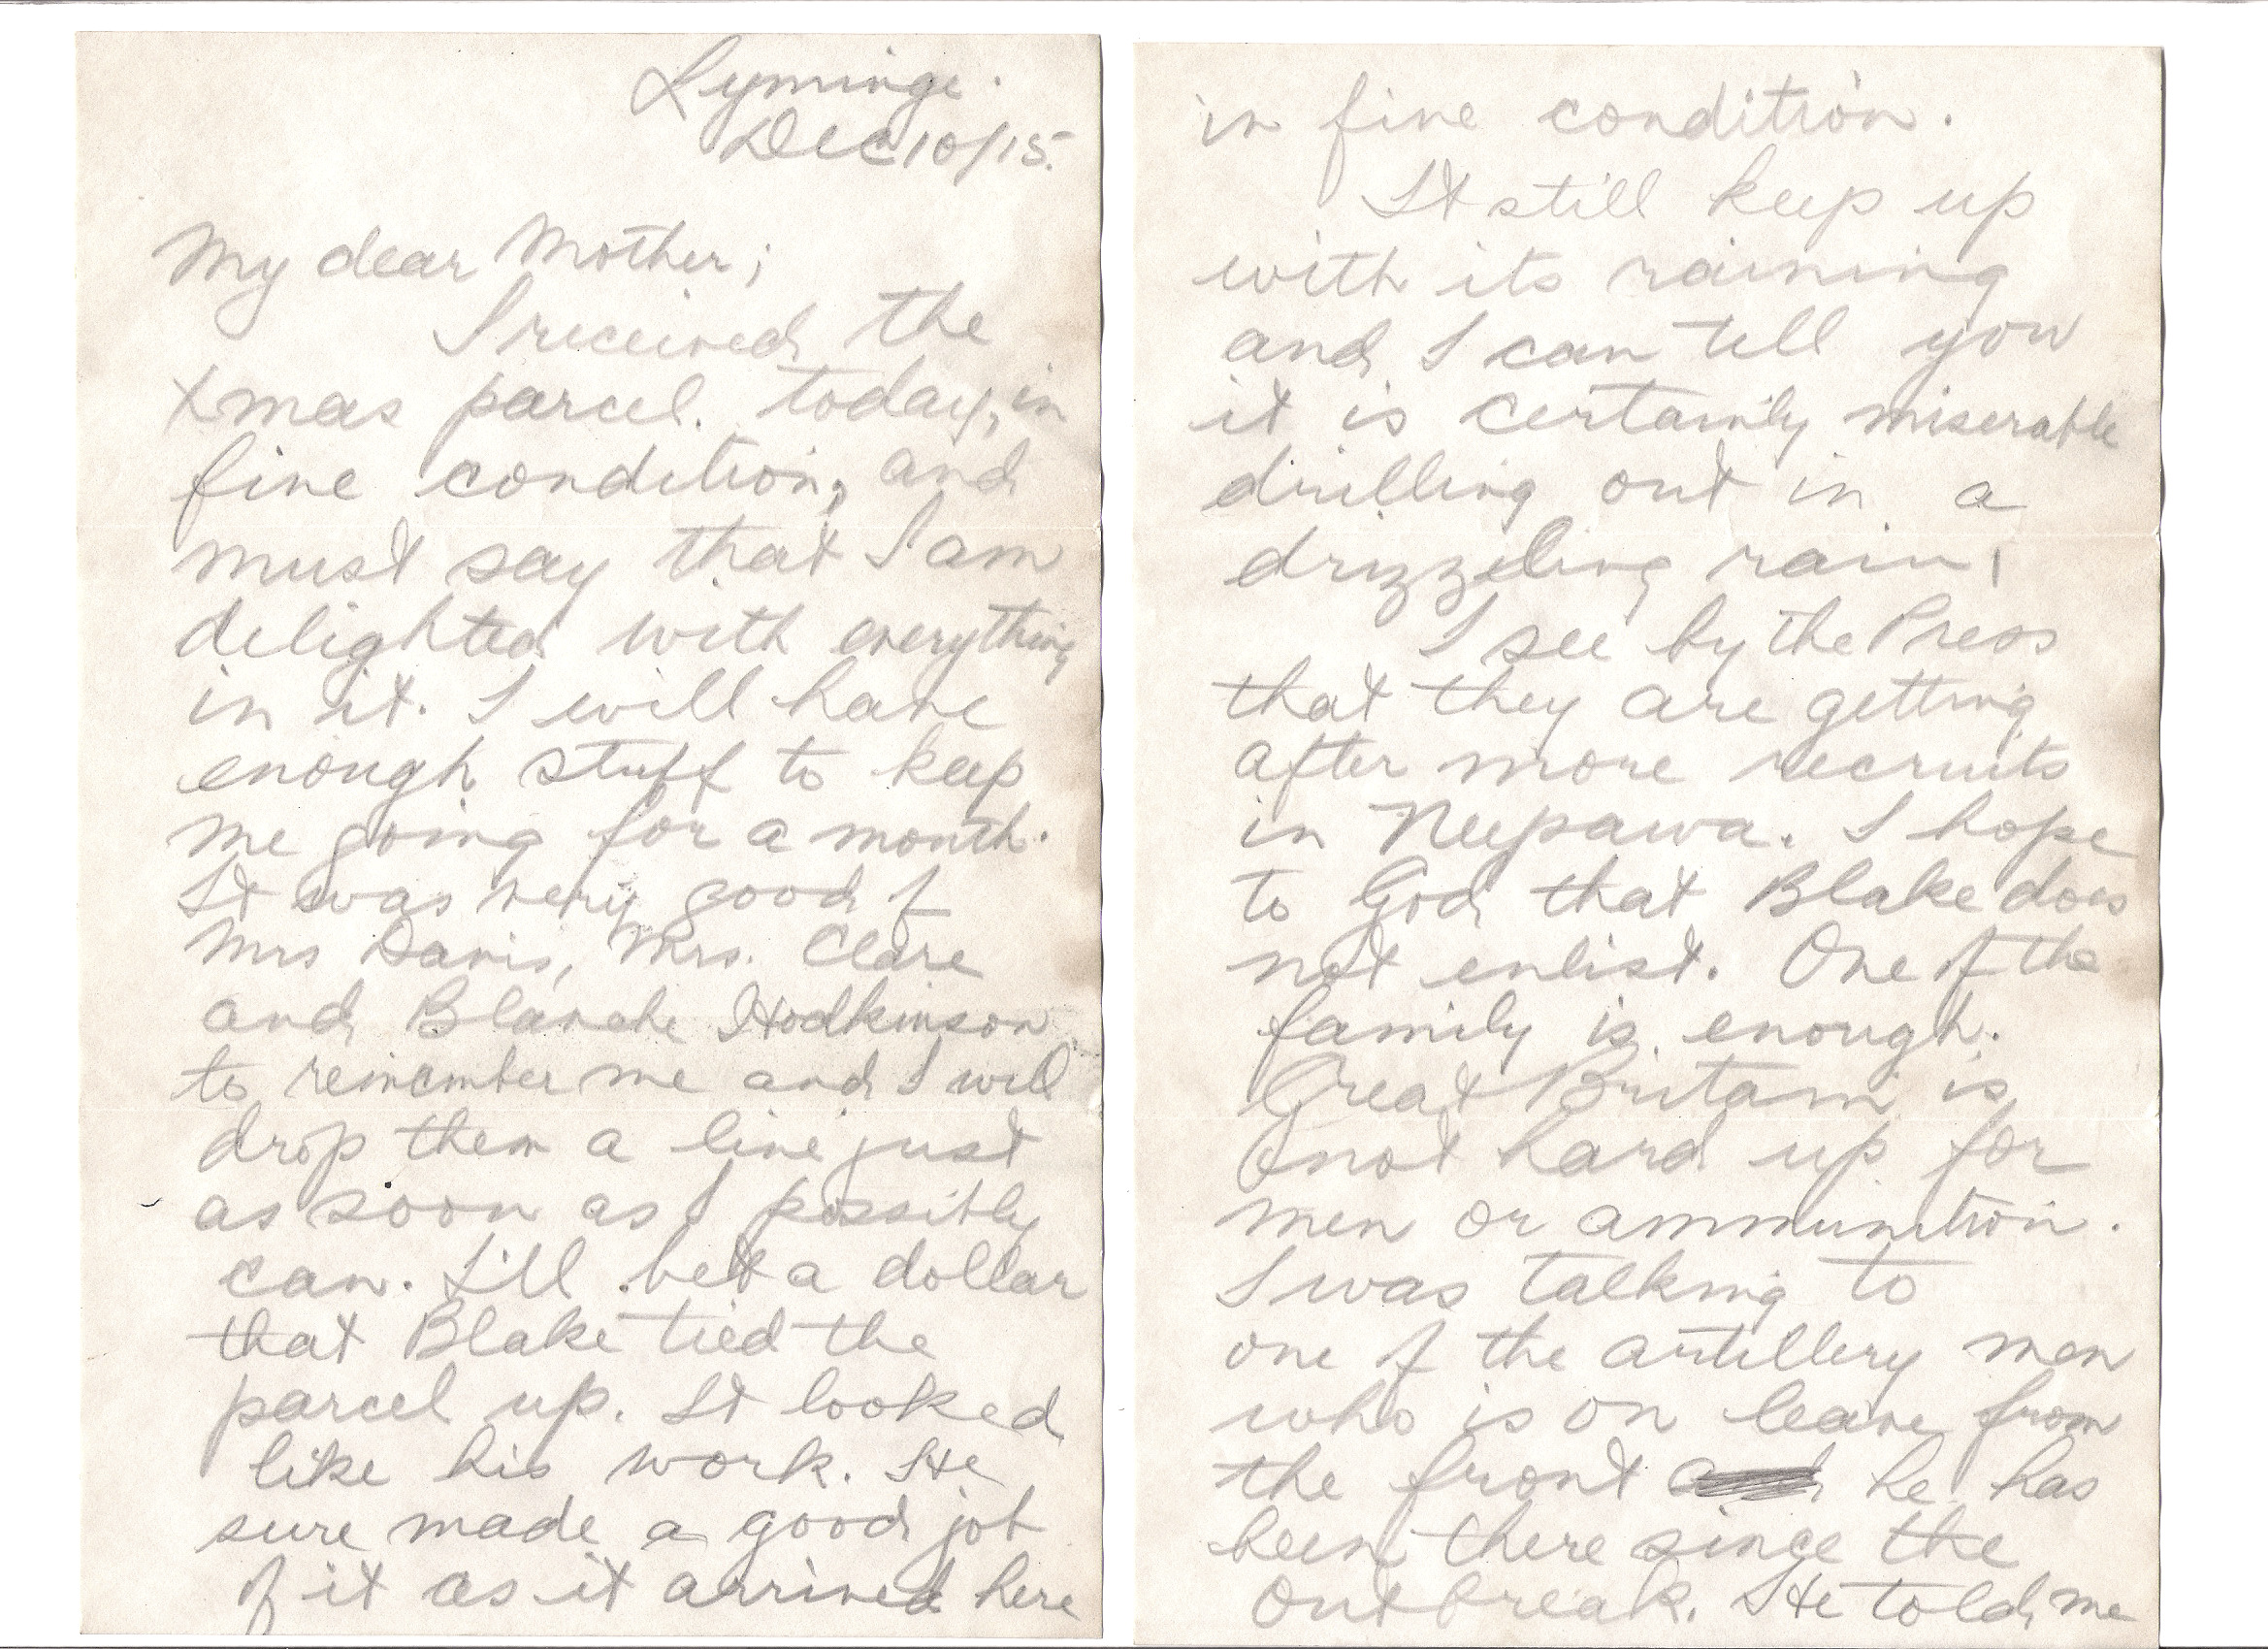 Lyminge.
Dec 10/15.
My dear Mother;
I received the
Xmas parcel. today, in
fine condition, and
must say that I am
delighted with everything
in it. I will have
enough stuff to keep
me going for a month.
It was very good of
Mrs Davis, Mrs. Clare
and Blanche Hodkinson
to remember me and I will
drop them a line just
as soon as I possibly
can. I'll bet a dollar
that Blake tied the
parcel up. It looked
like his work. He
sure made a good job
of it as it arrived here
in fine condition.
It still keep up
with its raining
and I can tell you
it is certainly miserable
drilling out in a
drizzeling rain.
I see by the Press
that they are getting
after more recruits
in Neepawa. I hope
to God that Blake does
not enlist. One of the
family is enough.
Great Britain is
not hard up for
men or ammunition.
I was talking to
one of the artillery men
who is on leave from
the front he has
been there since the
outbreak. He told me